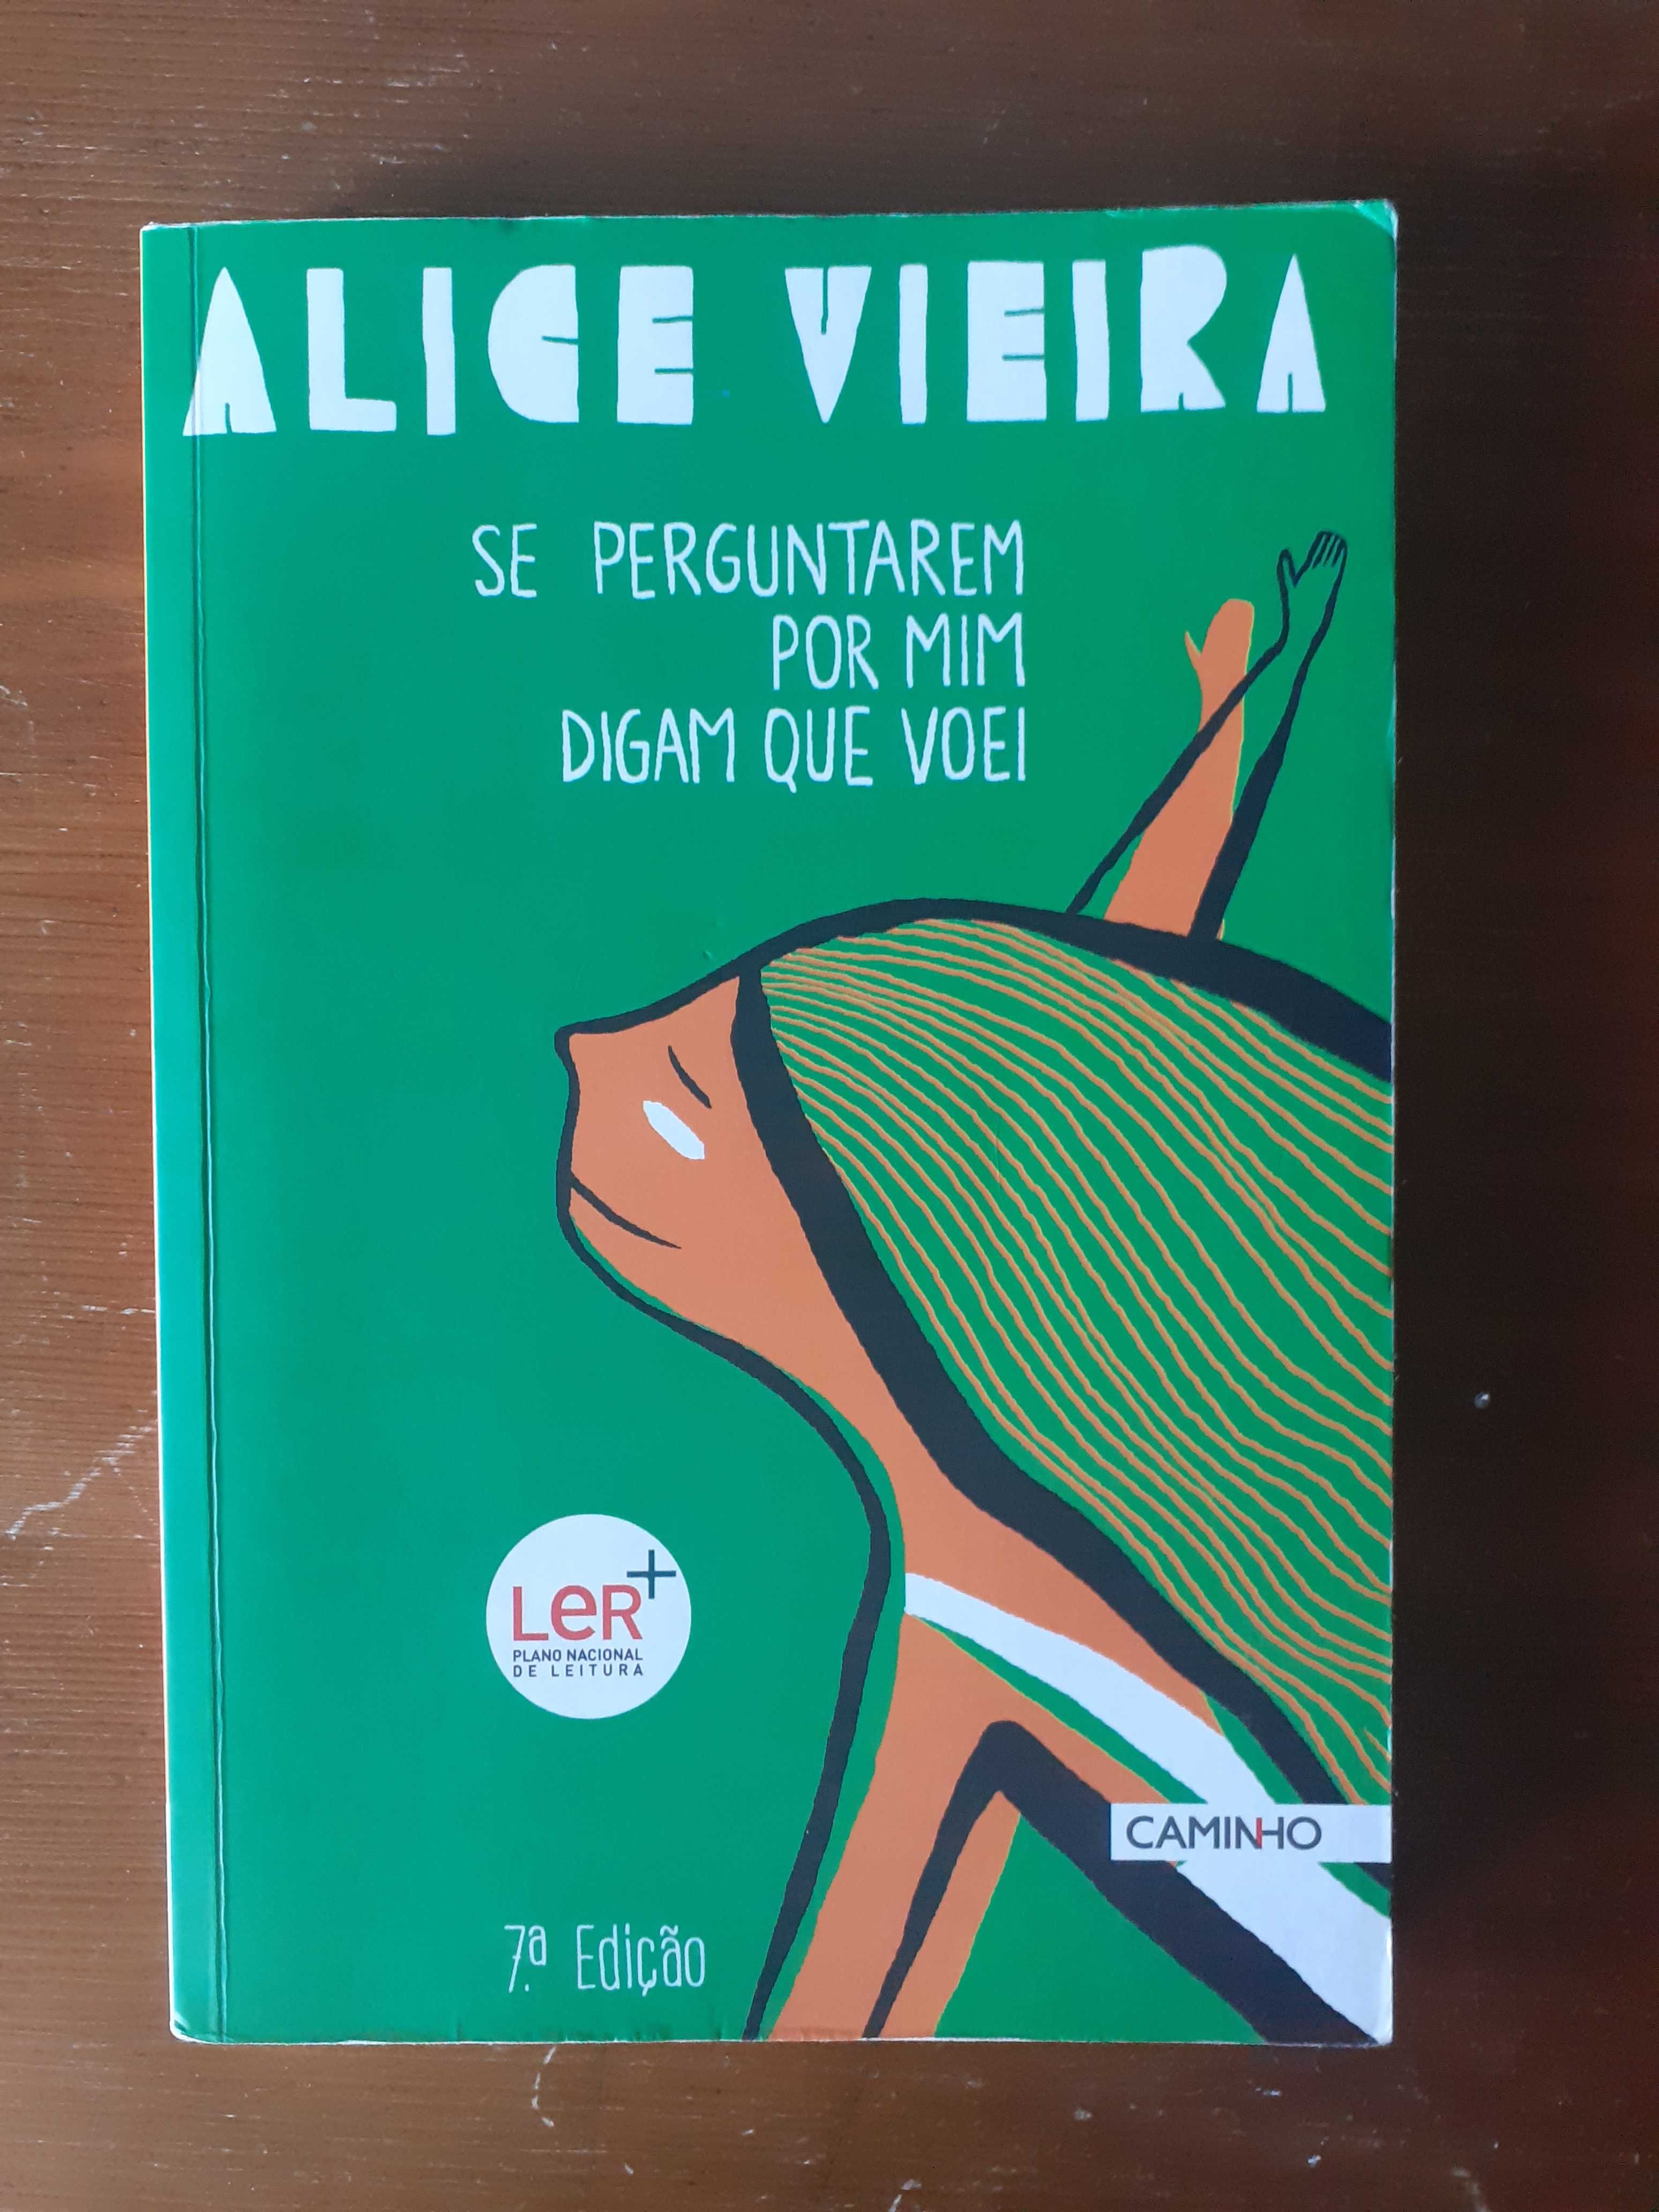 ALICE VIEIRA
SE PERGUNTAREM
POR MIM
DIGAM QUE VOEI
LeR+
PLANO NACIONAL
DE LEITURA
CAMINHO
7.ª Edição